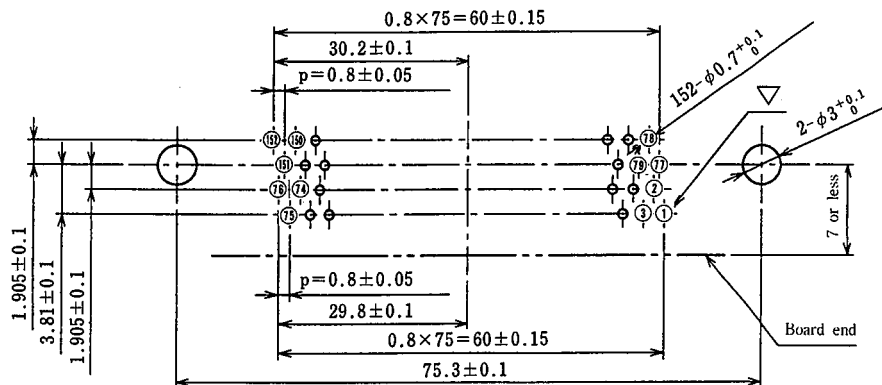 0.8×75=60±0.15
30.2±0.1
p=0.8±0.05
152-ϕ0.7 +0.1 0
2-ϕ3 +0.1 0
152 150 78
151 79 77
76 74 2
75 3 1
7 or less
1.905±0.1
3.81±0.1
1.905±0.1
p=0.8±0.05
29.8±0.1
0.8×75=60±0.15
75.3±0.1
Board end